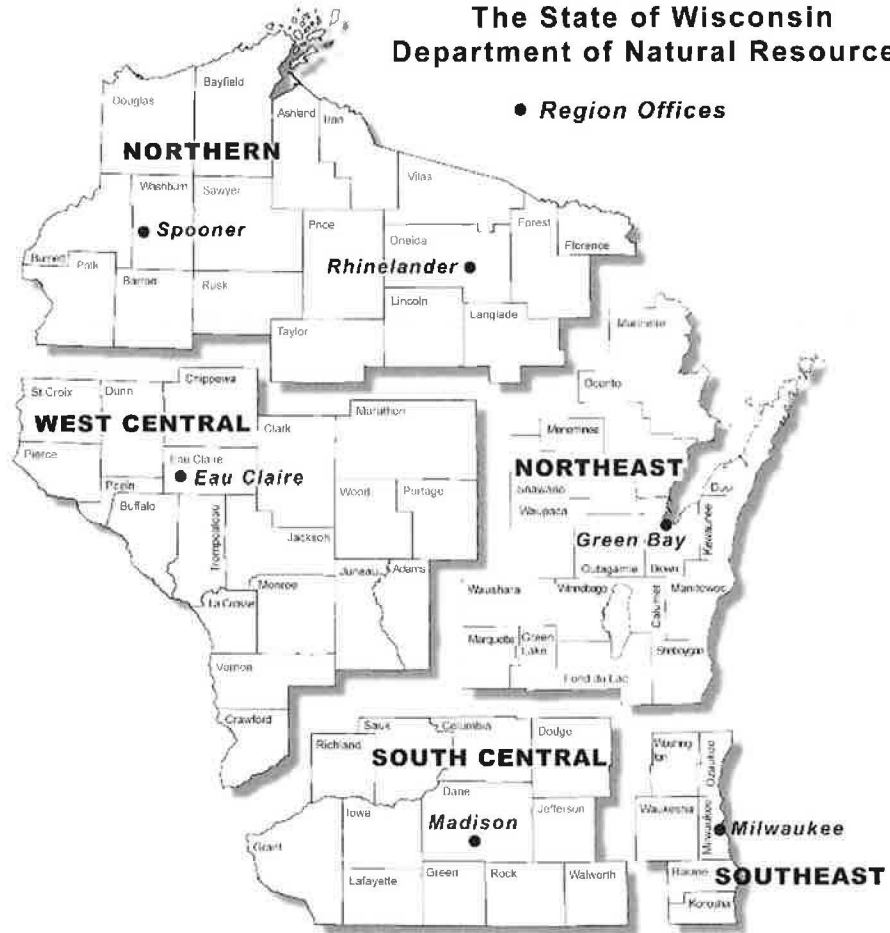 The State of Wisconsin
Department of Natural Resource
● Region Offices
Bayfield
Douglas
Ashland
Iron
NORTHERN
Vilas
Washburn
Sawyer
Spooner
Price
Oneida
Forest
Florence
Burnett
Polk
Rhinelander
Barron
Rusk
Lincoln
Langlade
Taylor
Marinette
Oconto
Chippewa
St Croix
Dunn
WEST CENTRAL
Clark
Marathon
Menominee
Pierce
Eau Claire
Eau Claire
NORTHEAST
Pepin
Wood
Portage
Shawano
Door
Buffalo
Waupaca
Kewaunee
Trempealeau
Jackson
Green Bay
Outagamie
Brown
Monroe
Juneau
Adams
Waushara
Winnebago
Calumet
Manitowoc
La Crosse
Marquette
Green
Lake
Sheboygan
Vernon
Fond du Lac
Crawford
Sauk
Columbia
Dodge
Richland
SOUTH CENTRAL
Washing
ton
Ozaukee
Dane
Iowa
Jefferson
Waukesha
Milwaukee
Madison
Milwaukee
Grant
Lafayette
Green
Rock
Walworth
Racine
SOUTHEAST
Kenosha